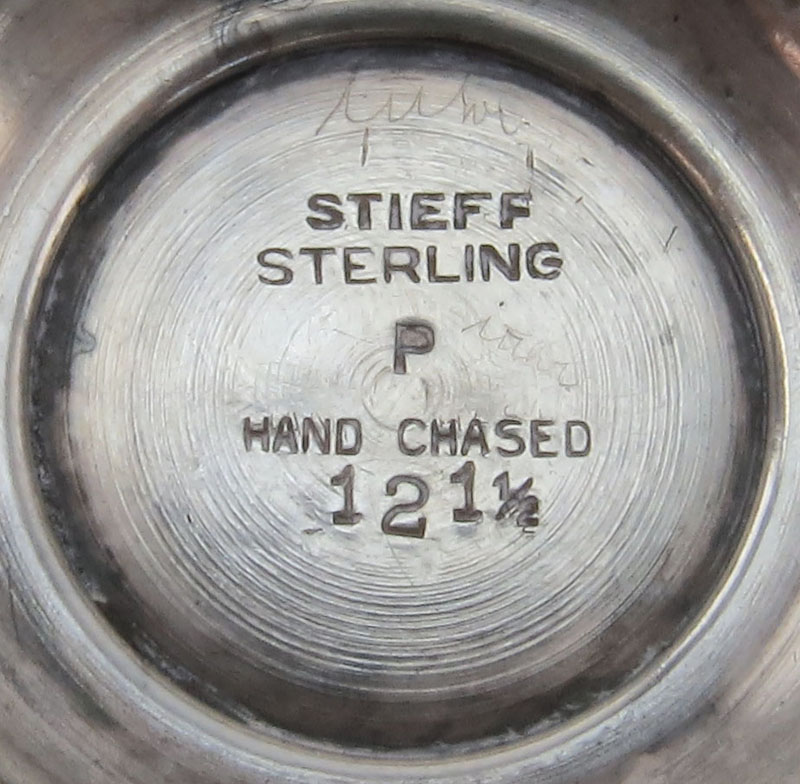 STIEFF
STERLING
P
HAND CHASED
121½